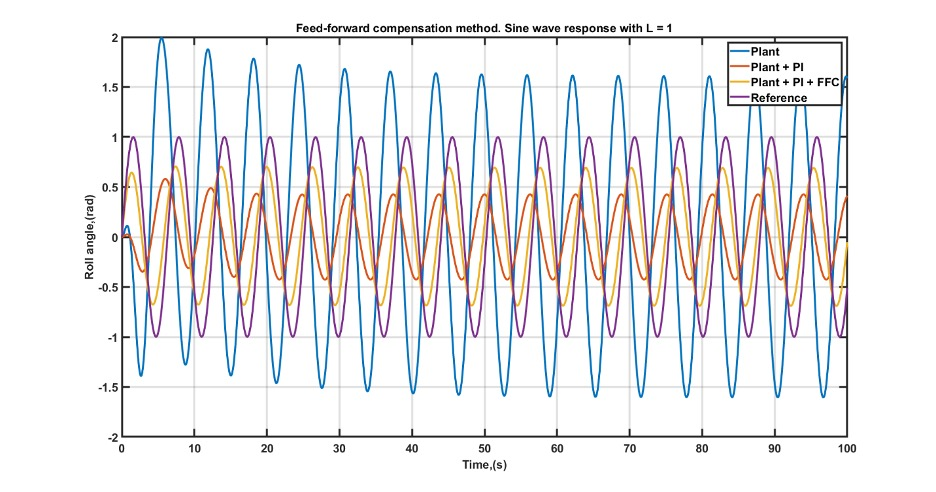 Feed-forward compensation method. Sine wave response with L = 1
Plant
Plant + PI
Plant + PI + FFC
Reference
2
1.5
1
0.5
0
-0.5
-1
-1.5
-2
Roll angle,(rad)
0 10 20 30 40 50 60 70 80 90 100
Time,(s)